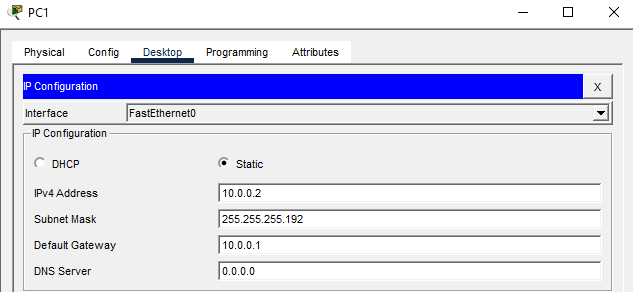 PC1
Physical Config Desktop Programming Attributes
IP Configuration X
Interface FastEthernet0
IP Configuration
DHCP Static
IPv4 Address 10.0.0.2
Subnet Mask 255.255.255.192
Default Gateway 10.0.0.1
DNS Server 0.0.0.0